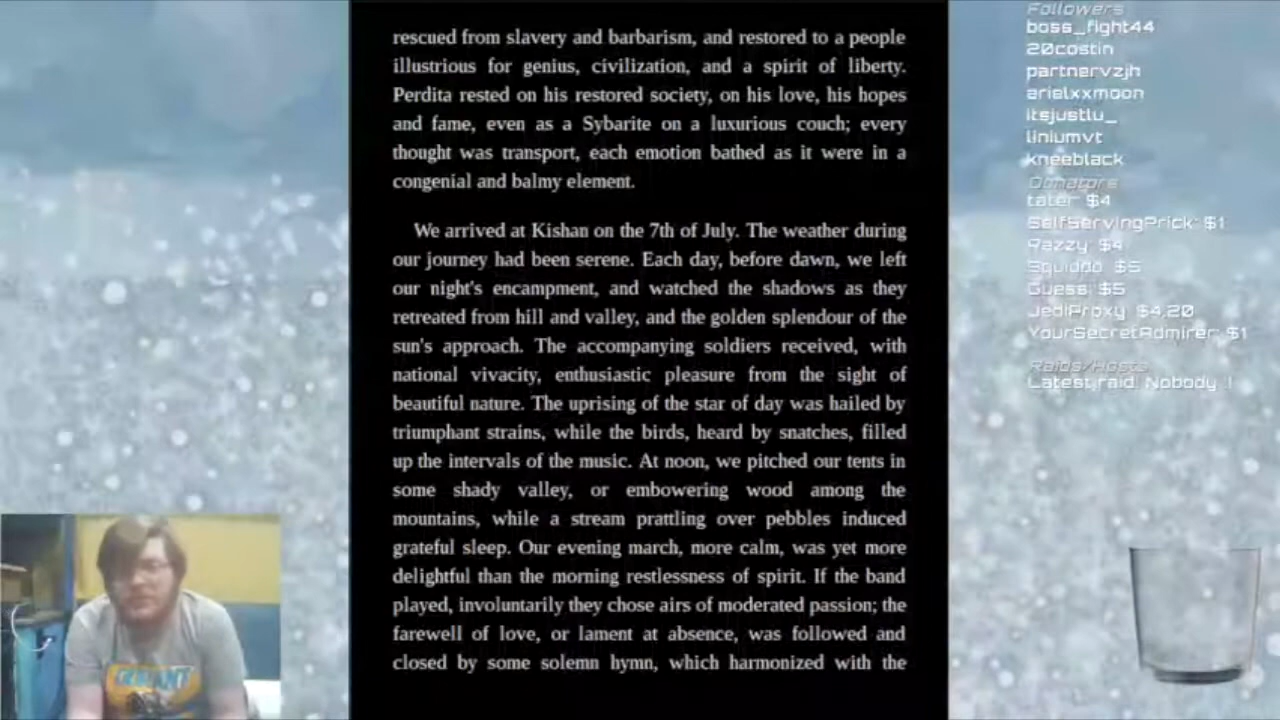 rescued from slavery and barbarism, and restored to a people
illustrious for genius, civilization, and a spirit of liberty.
Perdita rested on his restored society, on his love, his hopes
and fame, even as a Sybarite on a luxurious couch; every
thought was transport, each emotion bathed as it were in a
congenial and balmy element.
We arrived at Kishan on the 7th of July. The weather during
our journey had been serene. Each day, before dawn, we left
our night's encampment, and watched the shadows as they
retreated from hill and valley, and the golden splendour of the
sun's approach. The accompanying soldiers received, with
national vivacity, enthusiastic pleasure from the sight of
beautiful nature. The uprising of the star of day was hailed by
triumphant strains, while the birds, heard by snatches, filled
up the intervals of the music. At noon, we pitched our tents in
some shady valley, or embowering wood among the
mountains, while a stream prattling over pebbles induced
grateful sleep. Our evening march, more calm, was yet more
delightful than the morning restlessness of spirit. If the band
played, involuntarily they chose airs of moderated passion; the
farewell of love, or lament at absence, was followed and
closed by some solemn hymn, which harmonized with the
Followers
boss_fight44
20costin
partnervzjh
arielxxmoon
itsjustlu_
liniumvt
kneeblack
Donators
tater: $4
SelfServingPrick: $1
Razzy: $4
Squidda: $5
Guess: $5
JediProxy: $4.20
YourSecretAdmirer: $1
Raids/Hosts
Latest raid: Nobody :(